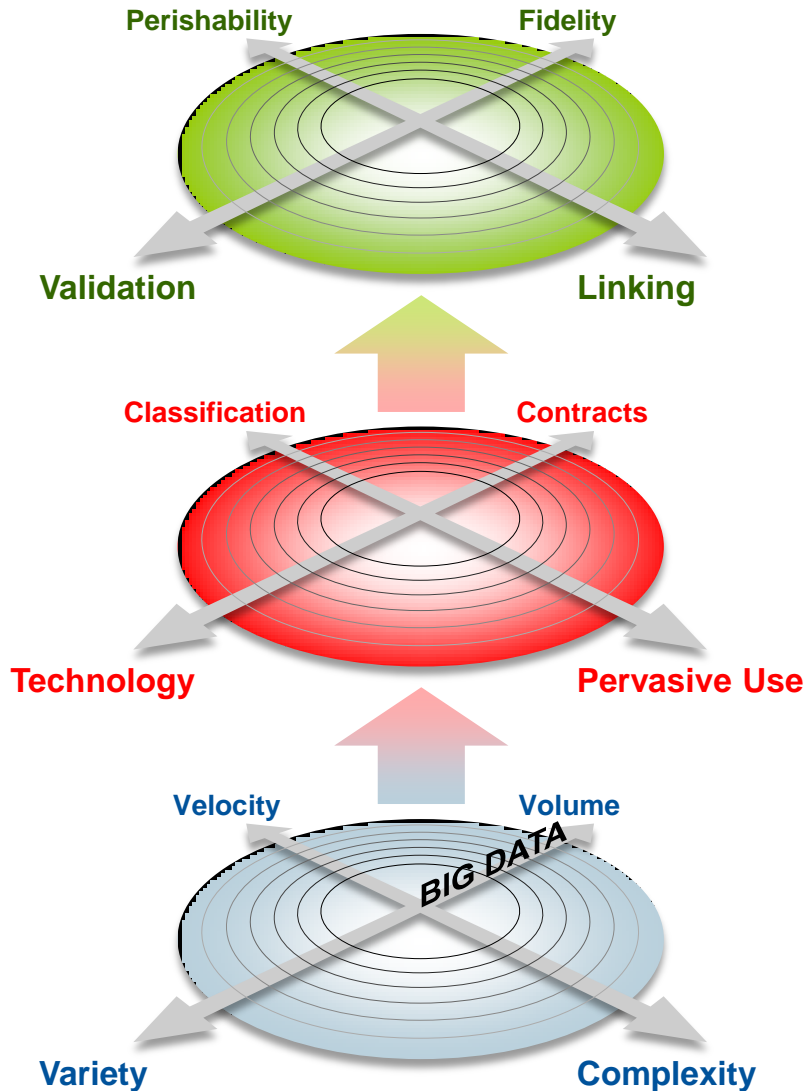 Perishability
Fidelity
Validation
Linking
Classification
Contracts
Technology
Pervasive Use
Velocity
Volume
BIG DATA
Variety
Complexity